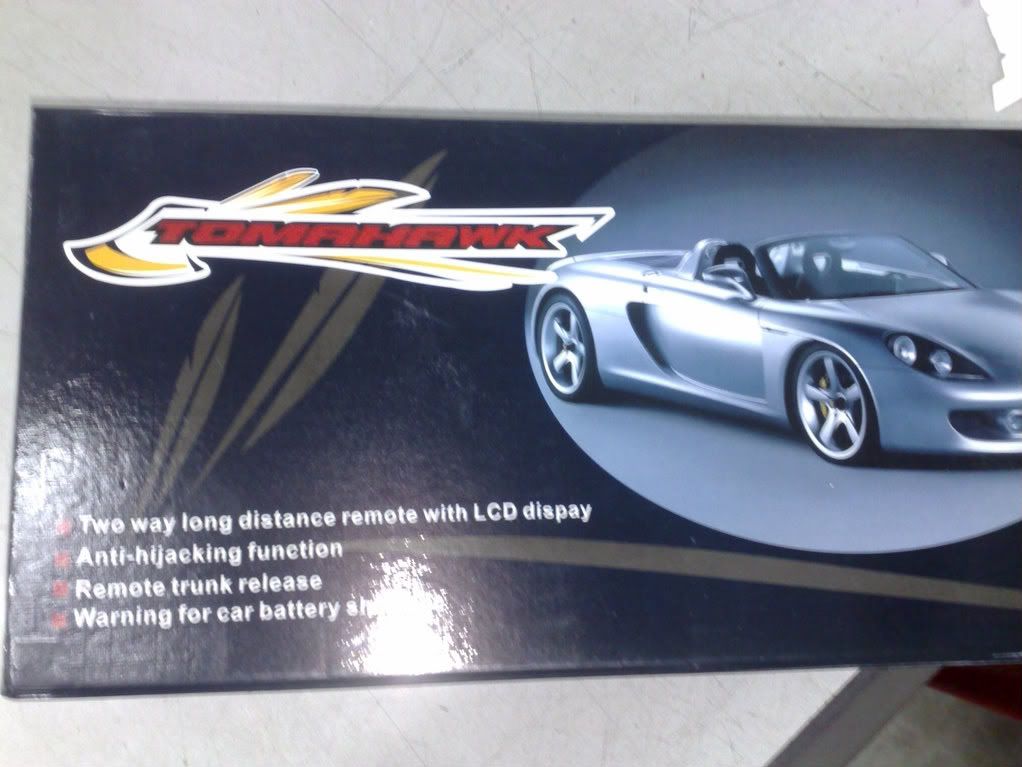 TOMAHAWK
Two way long distance remote with LCD dispay
Anti-hijacking function
Remote trunk release
Warning for car battery